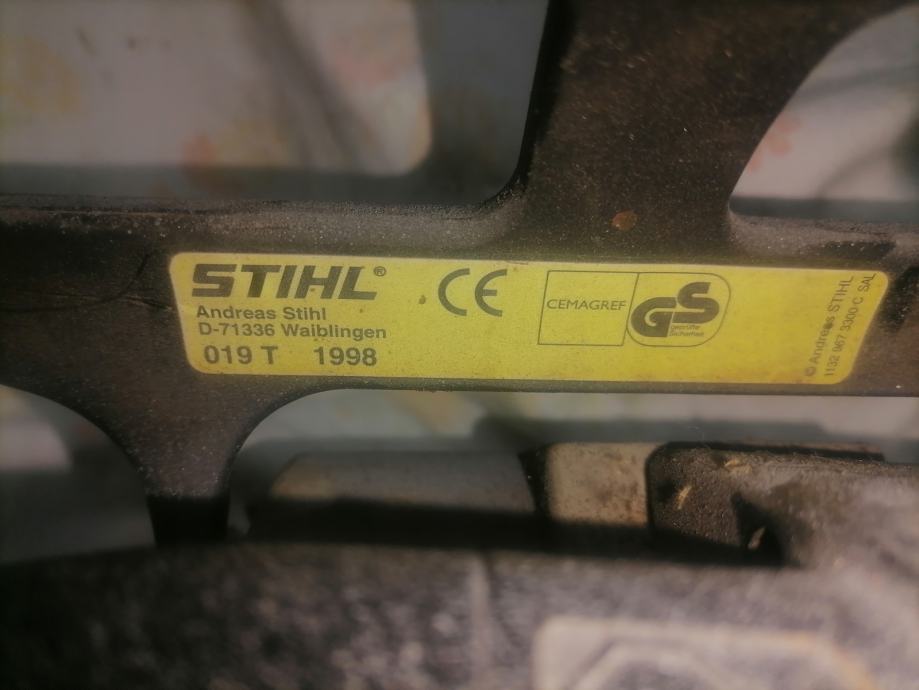 STIHL®
Andreas Stihl
D-71336 Waiblingen
019 T 1998
CE
CEMAGREF
GS
geprüfte
Sicherheit
© Andreas STIHL
1132 967 3300-C SAL